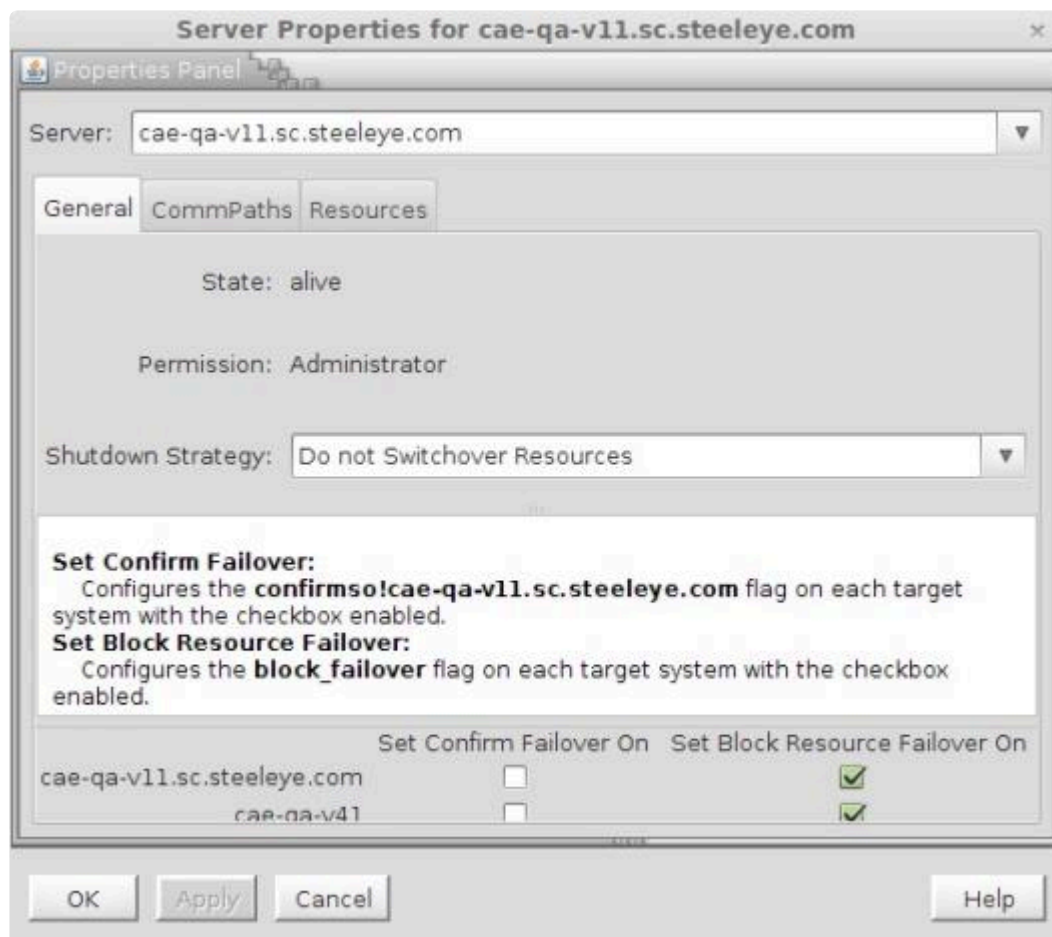 Server Properties for cae-qa-v11.sc.steeleye.com
Properties Panel
Server: cae-qa-v11.sc.steeleye.com
General CommPaths Resources
State: alive
Permission: Administrator
Shutdown Strategy: Do not Switchover Resources
Set Confirm Failover:
Configures the confirmso!cae-qa-v11.sc.steeleye.com flag on each target
system with the checkbox enabled.
Set Block Resource Failover:
Configures the block_failover flag on each target system with the checkbox
enabled.
Set Confirm Failover On Set Block Resource Failover On
cae-qa-v11.sc.steeleye.com
cae-qa-v41
OK Apply Cancel Help